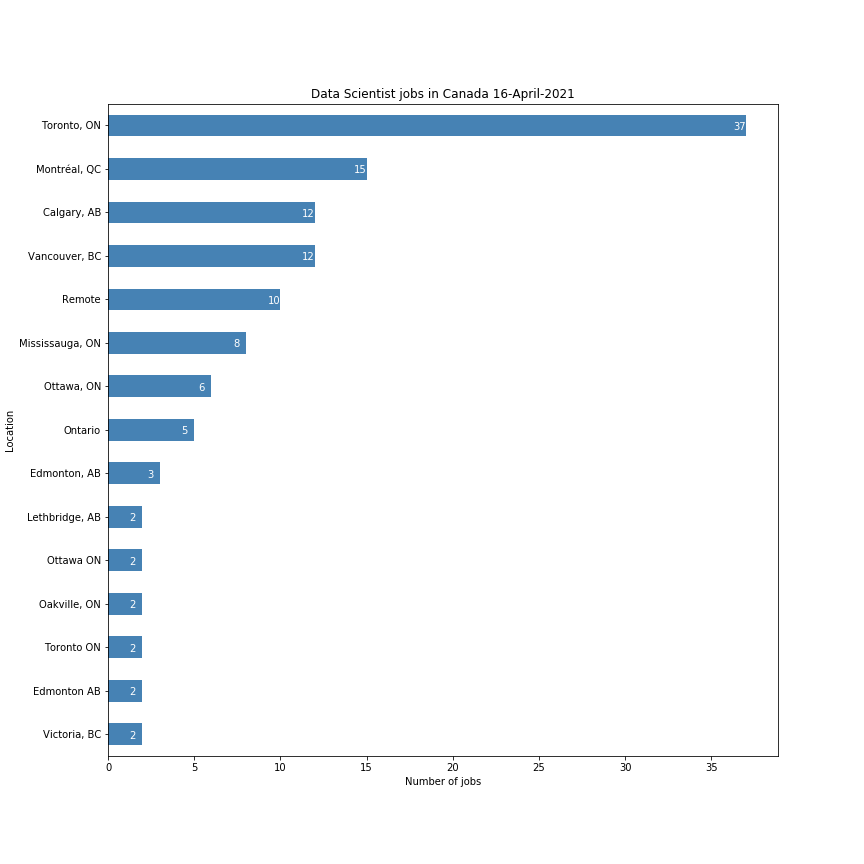 Data Scientist jobs in Canada 16-April-2021
Toronto, ON 37
Montréal, QC 15
Calgary, AB 12
Vancouver, BC 12
Remote 10
Mississauga, ON 8
Ottawa, ON 6
Ontario 5
Edmonton, AB 3
Lethbridge, AB 2
Ottawa ON 2
Oakville, ON 2
Toronto ON 2
Edmonton AB 2
Victoria, BC 2
Location
0 5 10 15 20 25 30 35
Number of jobs